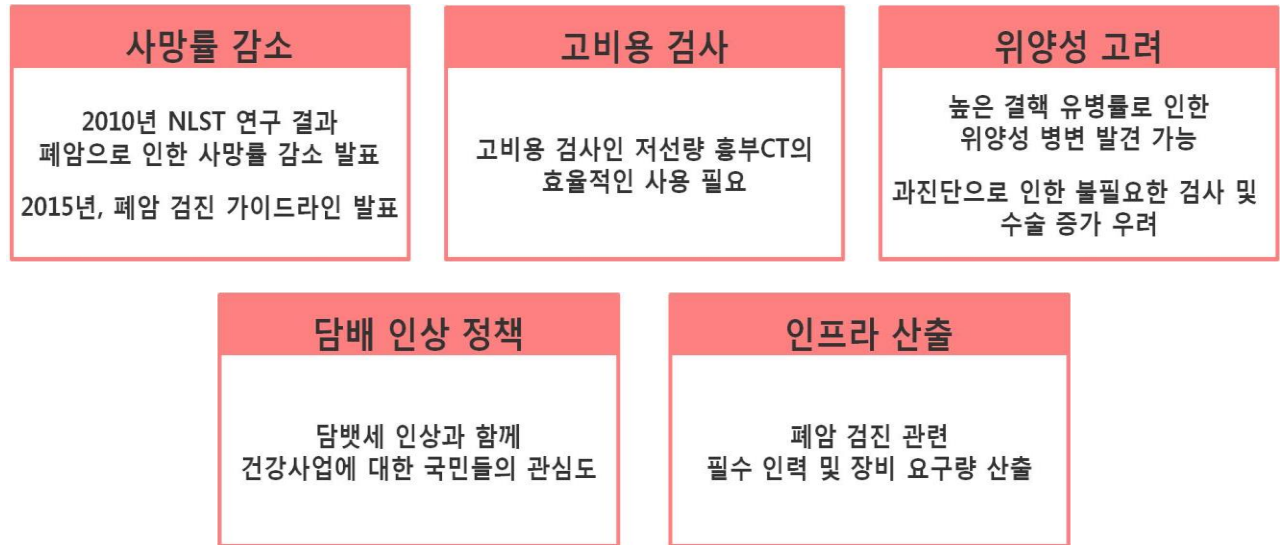 사망률 감소
2010년 NLST 연구 결과
폐암으로 인한 사망률 감소 발표
2015년, 폐암 검진 가이드라인 발표
고비용 검사
고비용 검사인 저선량 흉부CT의
효율적인 사용 필요
위양성 고려
높은 결핵 유병률로 인한
위양성 병변 발견 가능
과진단으로 인한 불필요한 검사 및
수술 증가 우려
담배 인상 정책
담뱃세 인상과 함께
건강사업에 대한 국민들의 관심도
인프라 산출
폐암 검진 관련
필수 인력 및 장비 요구량 산출